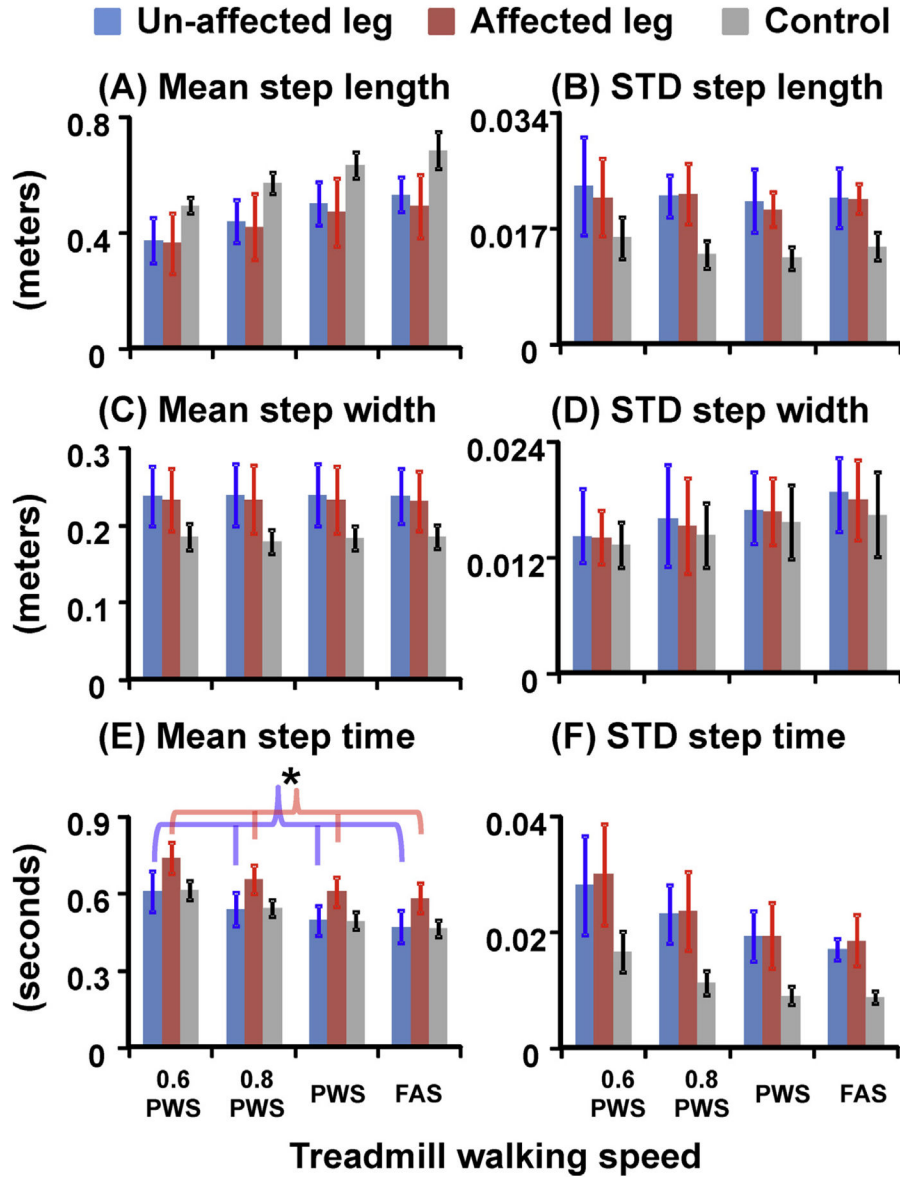 Un-affected leg Affected leg Control
(A) Mean step length
(B) STD step length
0.8
0.4
0
(meters)
0.034
0.017
0
(C) Mean step width
(D) STD step width
0.3
0.2
0.1
0
(meters)
0.024
0.012
0
(E) Mean step time
(F) STD step time
*
0.9
0.6
0.3
0
(seconds)
0.04
0.02
0
0.6
PWS
0.8
PWS
PWS
FAS
0.6
PWS
0.8
PWS
PWS
FAS
Treadmill walking speed